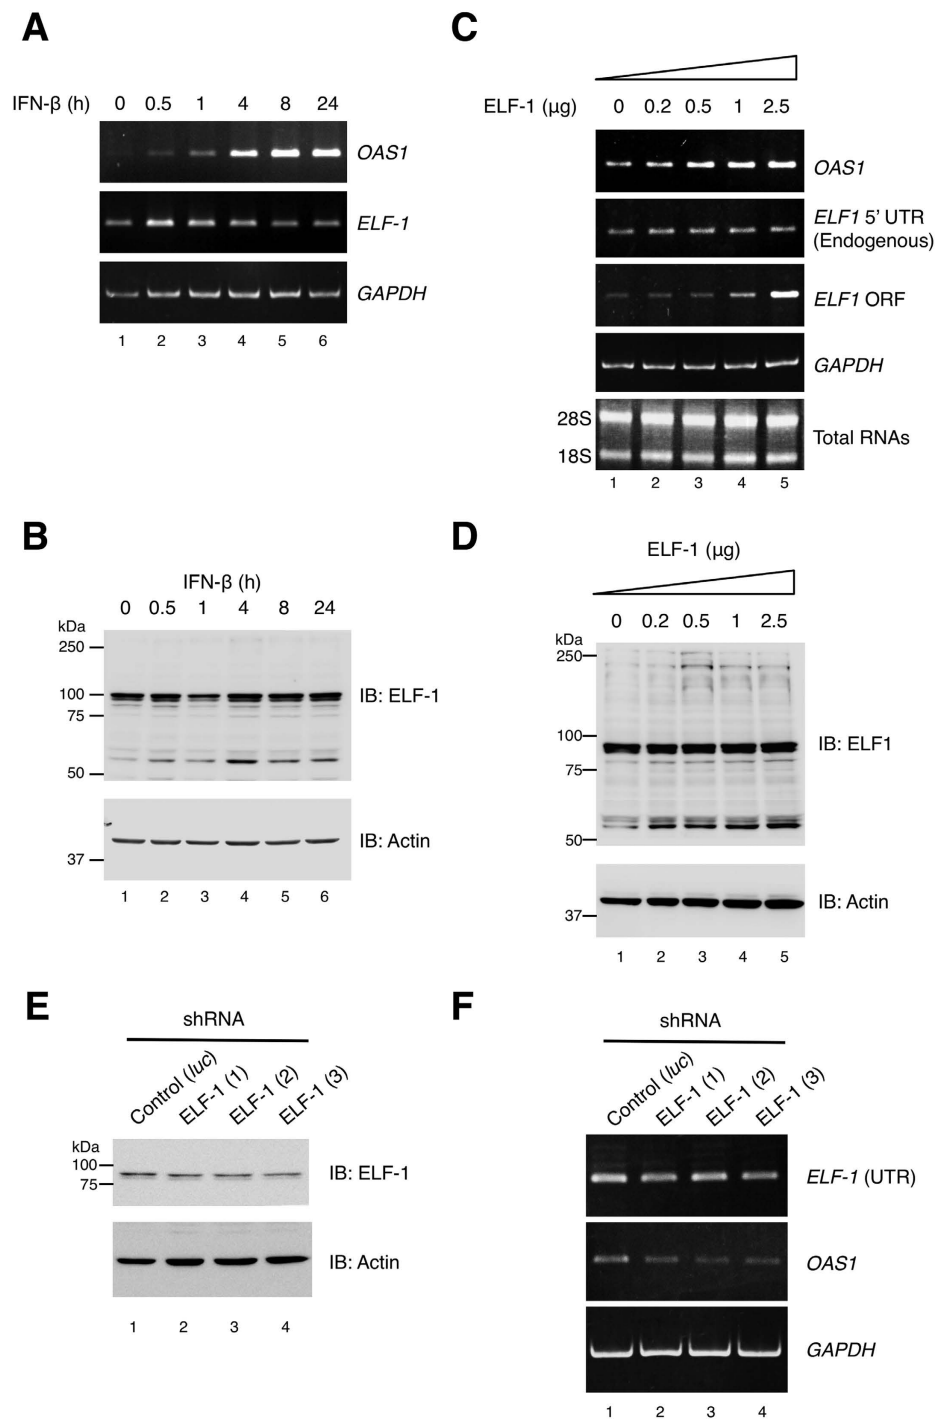 A
IFN-β (h) 0 0.5 1 4 8 24
OAS1
ELF-1
GAPDH
1 2 3 4 5 6
B
IFN-β (h)
0 0.5 1 4 8 24
kDa
250
100
75
50
IB: ELF-1
37
IB: Actin
1 2 3 4 5 6
C
ELF-1 (μg) 0 0.2 0.5 1 2.5
OAS1
ELF1 5’ UTR
(Endogenous)
ELF1 ORF
GAPDH
28S
18S
Total RNAs
1 2 3 4 5
D
ELF-1 (μg)
0 0.2 0.5 1 2.5
kDa
250
100
75
50
IB: ELF1
37
IB: Actin
1 2 3 4 5
E
shRNA
Control (luc)
ELF-1 (1)
ELF-1 (2)
ELF-1 (3)
kDa
100
75
IB: ELF-1
IB: Actin
1 2 3 4
F
shRNA
Control (luc)
ELF-1 (1)
ELF-1 (2)
ELF-1 (3)
ELF-1 (UTR)
OAS1
GAPDH
1 2 3 4